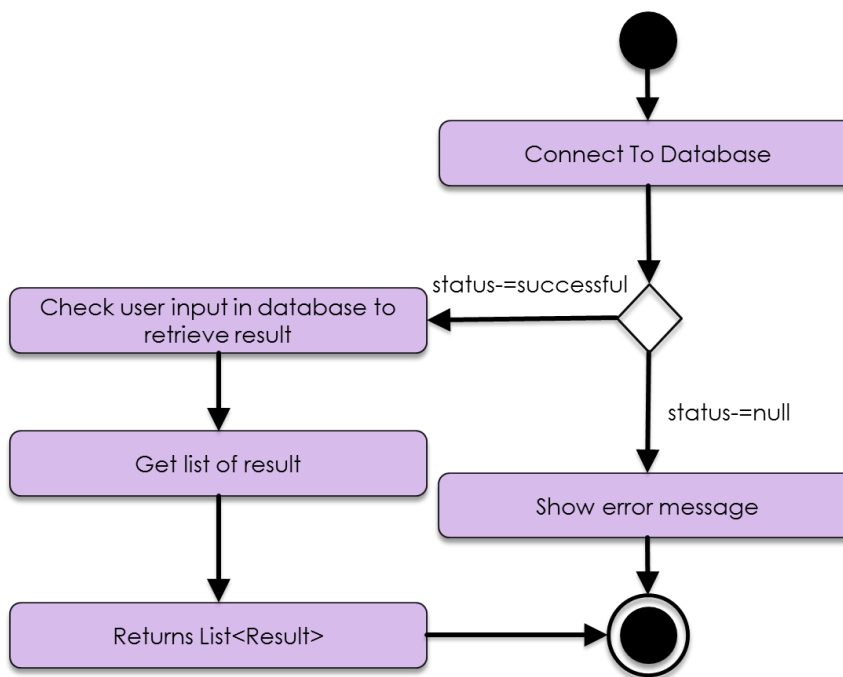 Connect To Database
status-=successful
Check user input in database to
retrieve result
status-=null
Get list of result
Show error message
Returns List<Result>